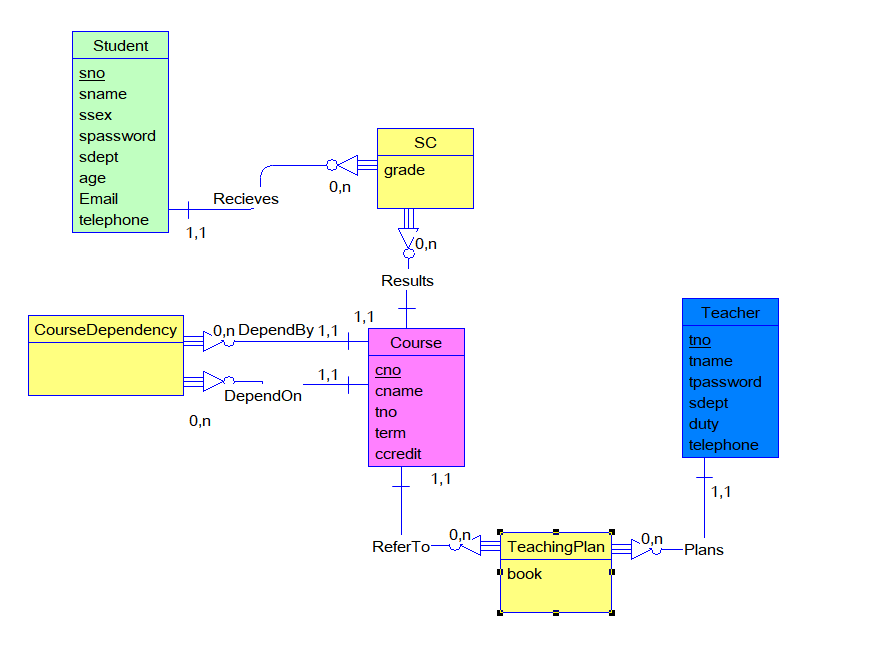 Student
sno
sname
ssex
spassword
sdept
age
Email
telephone
SC
grade
0,n
Recieves
1,1
0,n
Results
1,1
CourseDependency
0,n
DependBy
1,1
1,1
DependOn
0,n
Course
cno
cname
tno
term
ccredit
Teacher
tno
tname
tpassword
sdept
duty
telephone
1,1
1,1
ReferTo
0,n
TeachingPlan
book
0,n
Plans